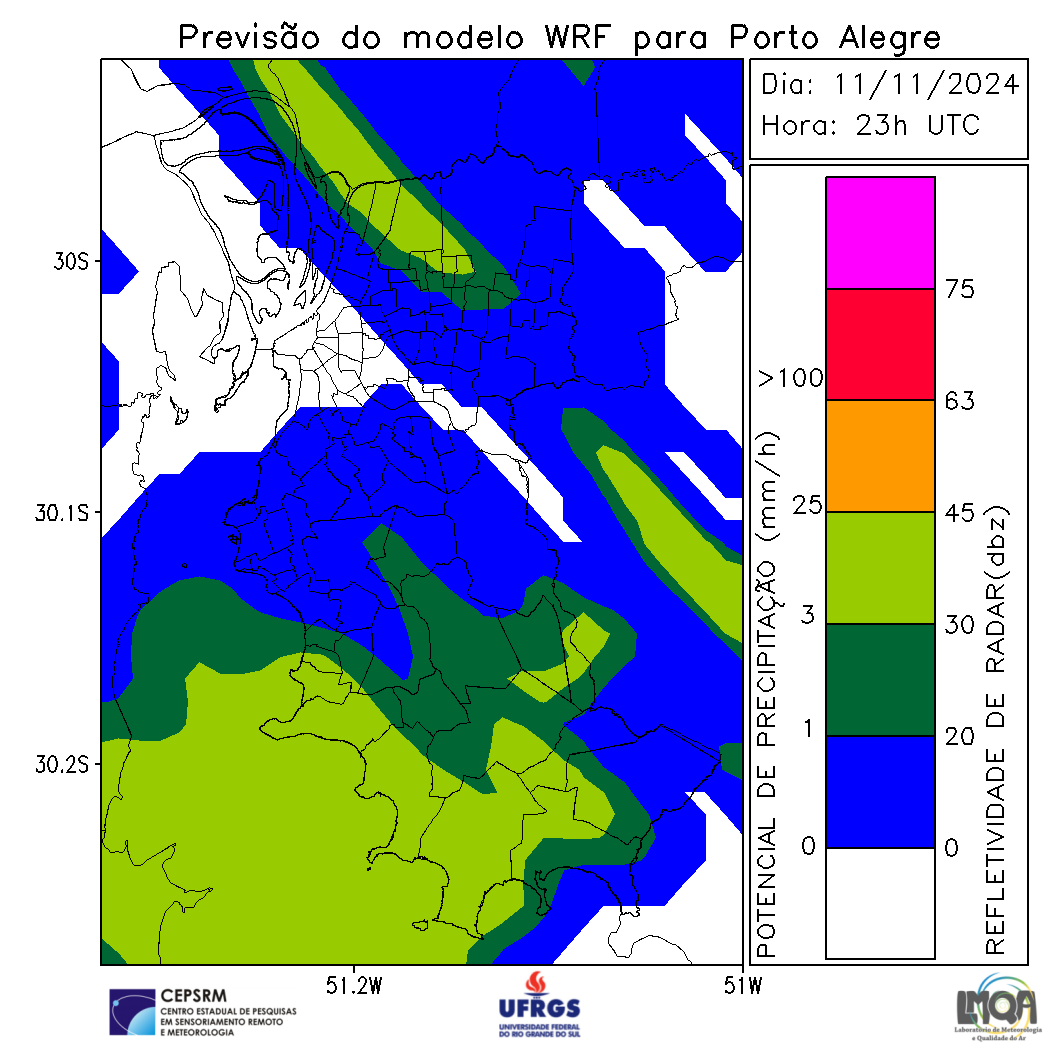 Previsão do modelo WRF para Porto Alegre
Dia: 11/11/2024
Hora: 23h UTC
30S
30.1S
30.2S
51.2W
51W
POTENCIAL DE PRECIPITAÇÃO (mm/h)
>100
25
3
1
0
75
63
45
30
20
0
REFLETIVIDADE DE RADAR(dbz)
CEPSRM
CENTRO ESTADUAL DE PESQUISAS
EM SENSORIAMENTO REMOTO
E METEOROLOGIA
UFRGS
UNIVERSIDADE FEDERAL
DO RIO GRANDE DO SUL
LMQA
Laboratório de Meteorologia
e Qualidade do Ar